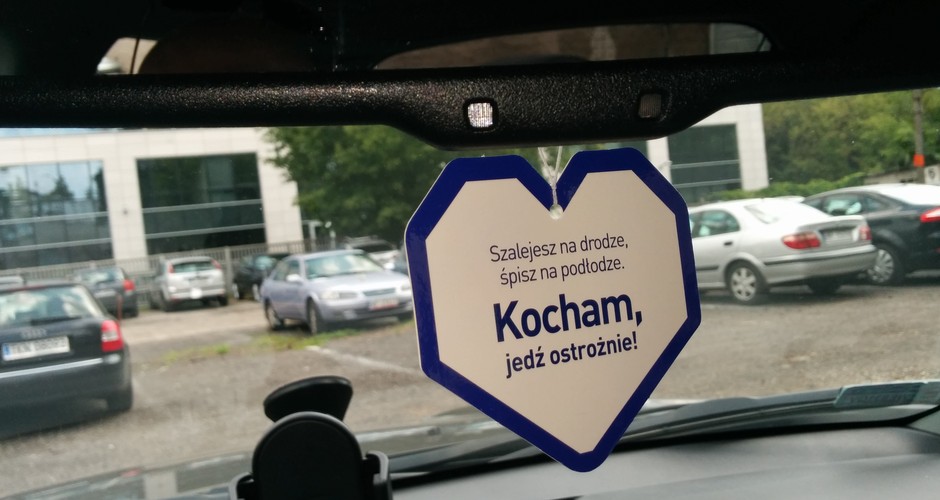 Szalejesz na drodze,
śpisz na podłodze.
Kocham,
jedź ostrożnie!